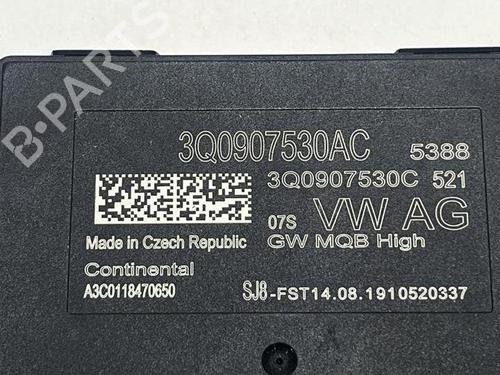 3Q0907530AC 5388
3Q0907530C 521
07S VW AG
Made in Czech Republic GW MQB High
Continental
A3C0118470650 SJ8-FST14.08.1910520337
B-PARTS